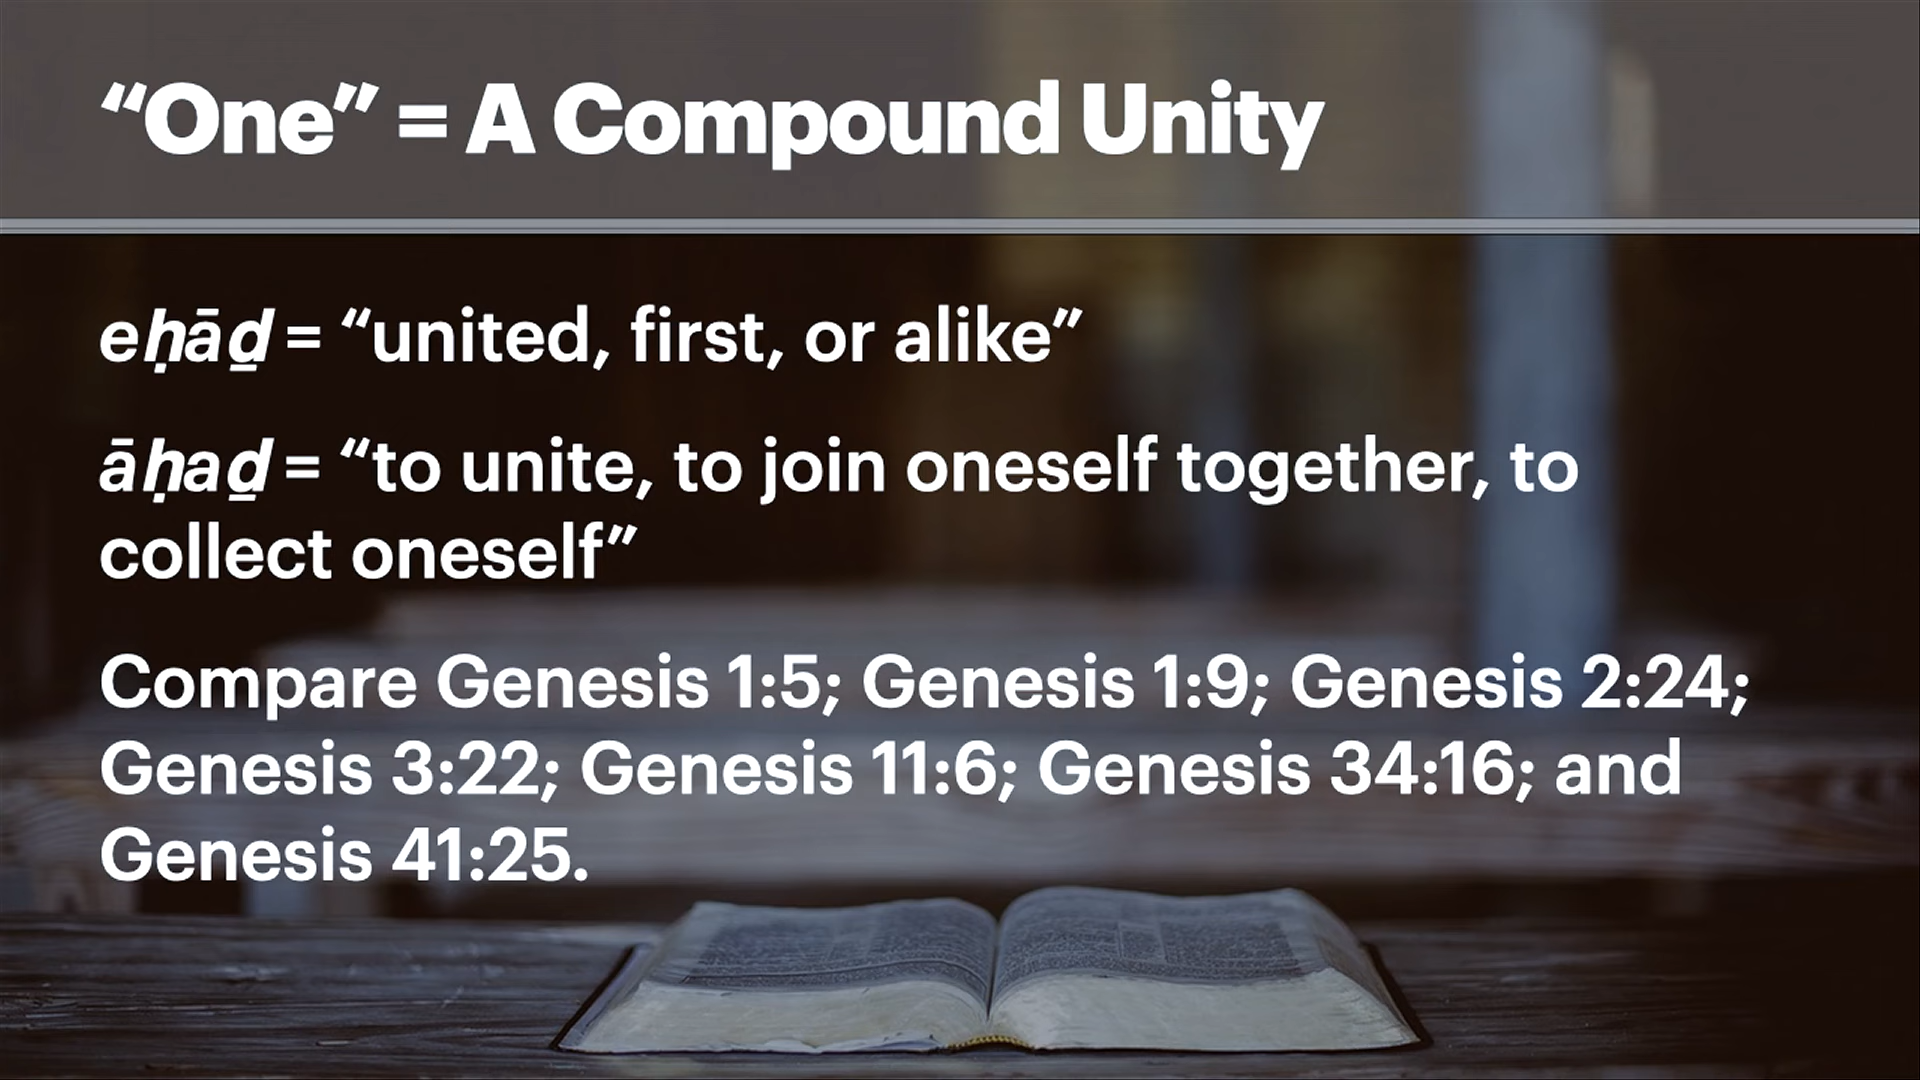 “One” = A Compound Unity
eḥāḏ = “united, first, or alike”
āḥaḏ = “to unite, to join oneself together, to
collect oneself”
Compare Genesis 1:5; Genesis 1:9; Genesis 2:24;
Genesis 3:22; Genesis 11:6; Genesis 34:16; and
Genesis 41:25.